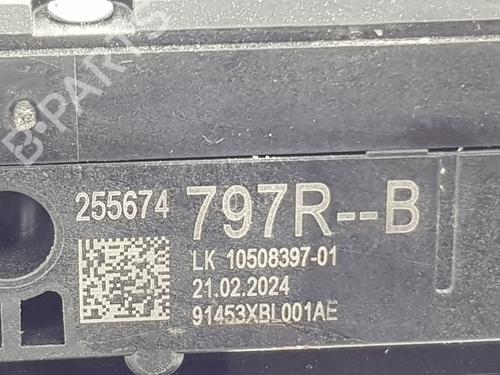 B-PARTS
255674 797R--B
LK 10508397-01
21.02.2024
91453XBL001AE